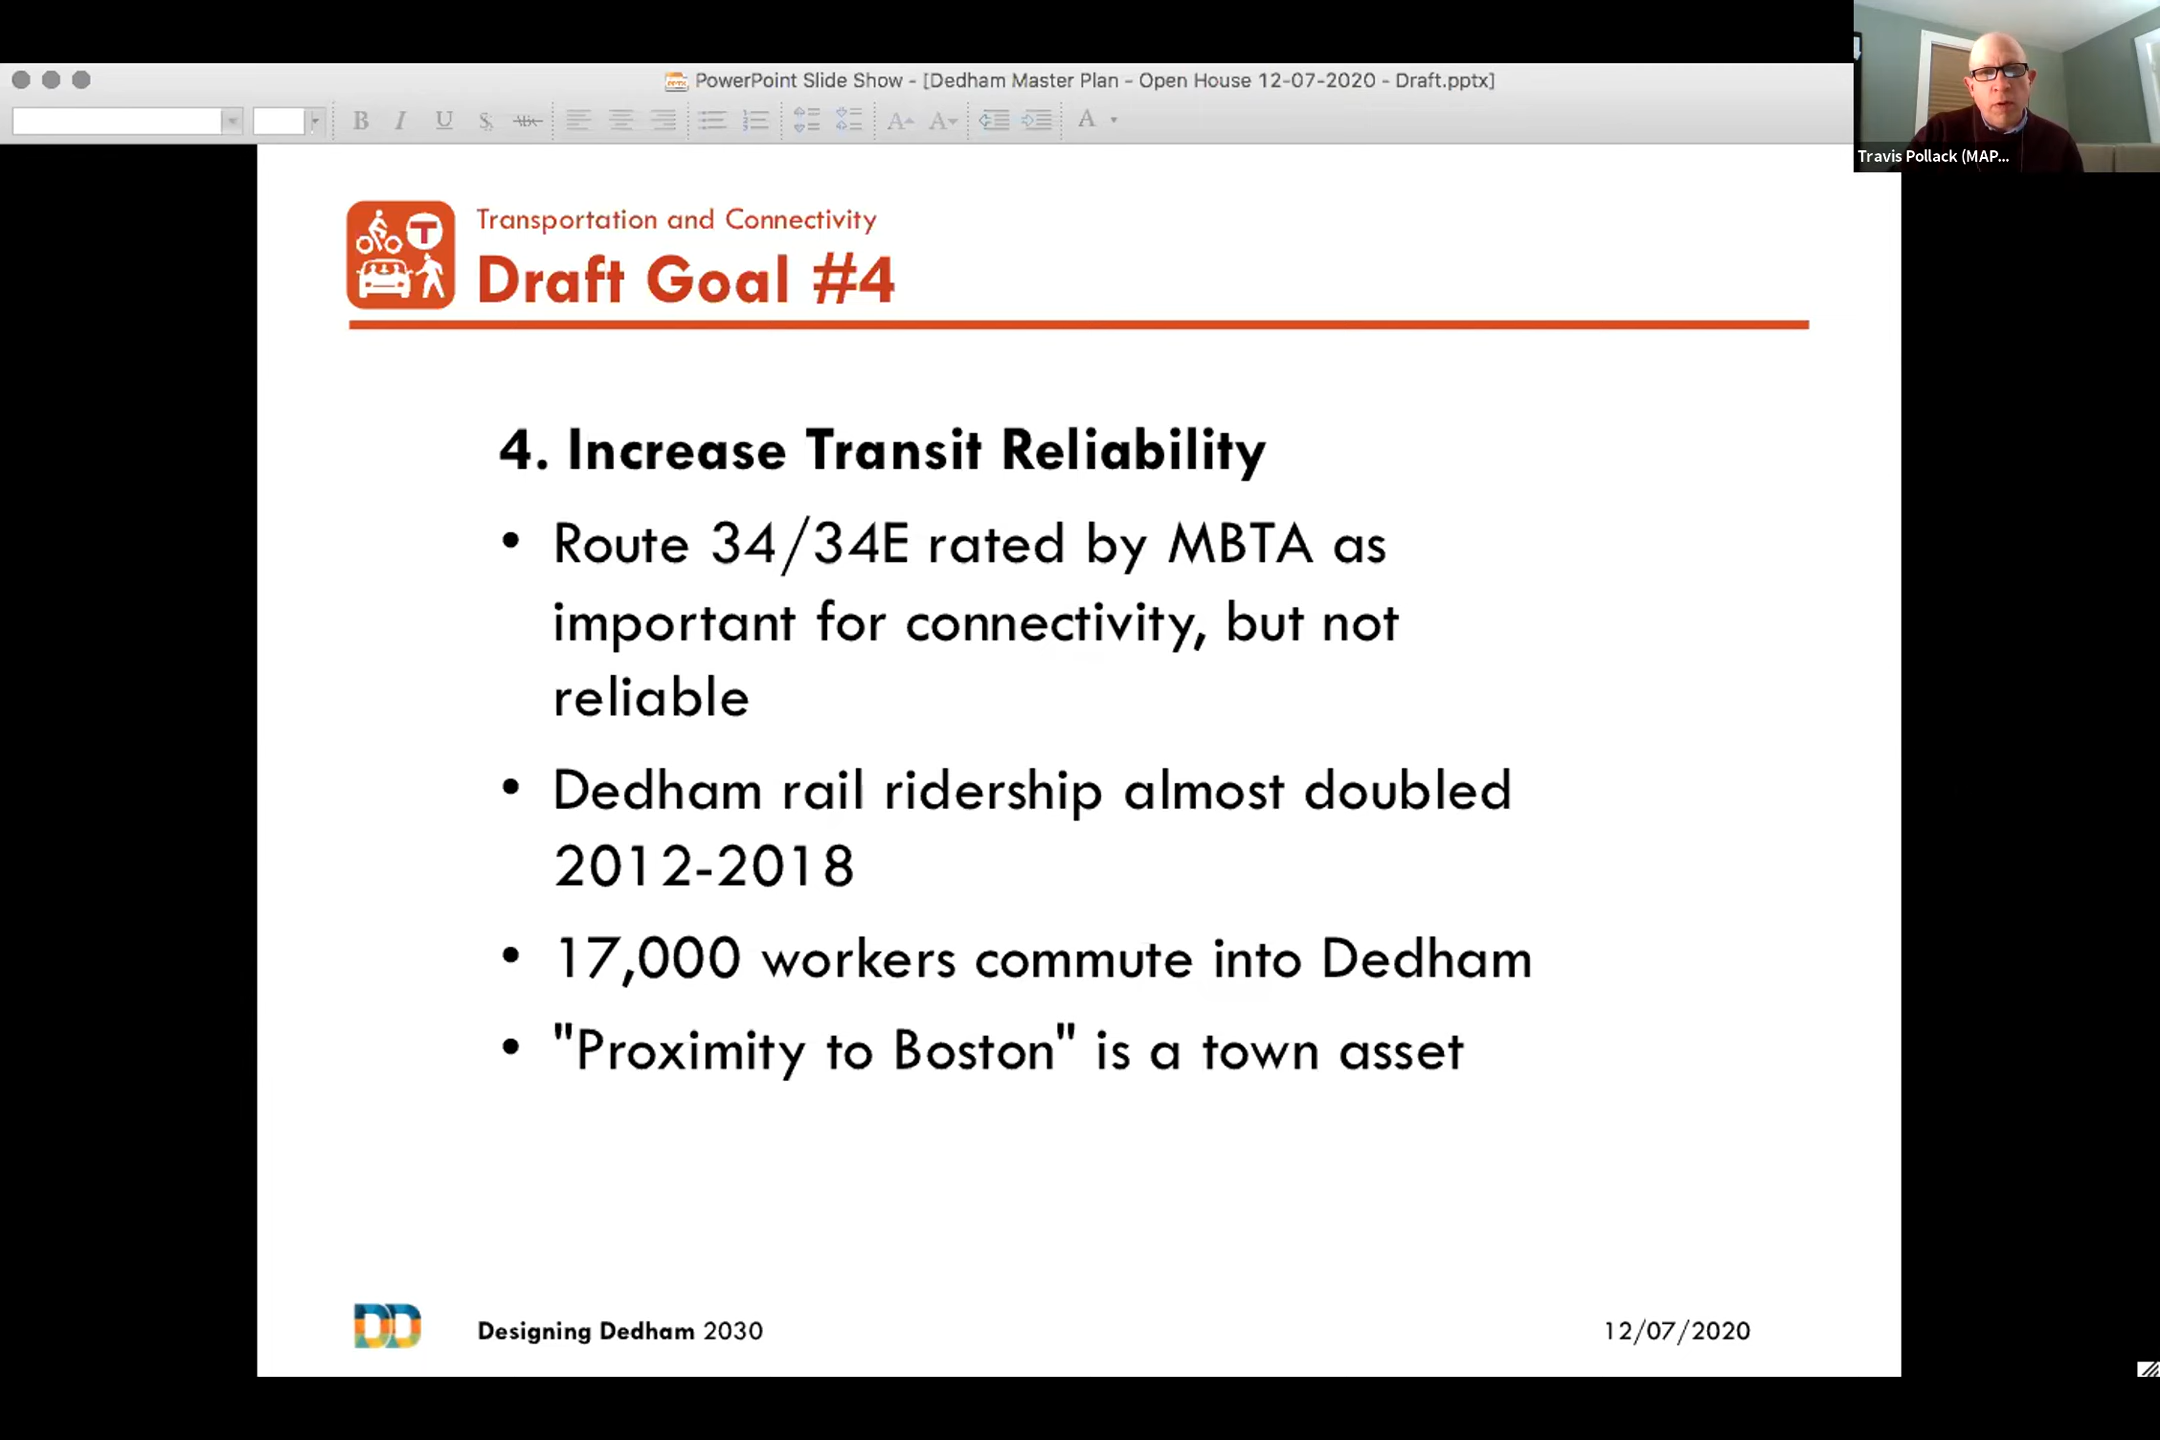 PowerPoint Slide Show - [Dedham Master Plan - Open House 12-07-2020 - Draft.pptx]
B I U S ABC A A A
Travis Pollack (MAP...
T
Transportation and Connectivity
Draft Goal #4
4. Increase Transit Reliability
• Route 34/34E rated by MBTA as
important for connectivity, but not
reliable
• Dedham rail ridership almost doubled
2012-2018
• 17,000 workers commute into Dedham
• "Proximity to Boston" is a town asset
DD
Designing Dedham 2030
12/07/2020